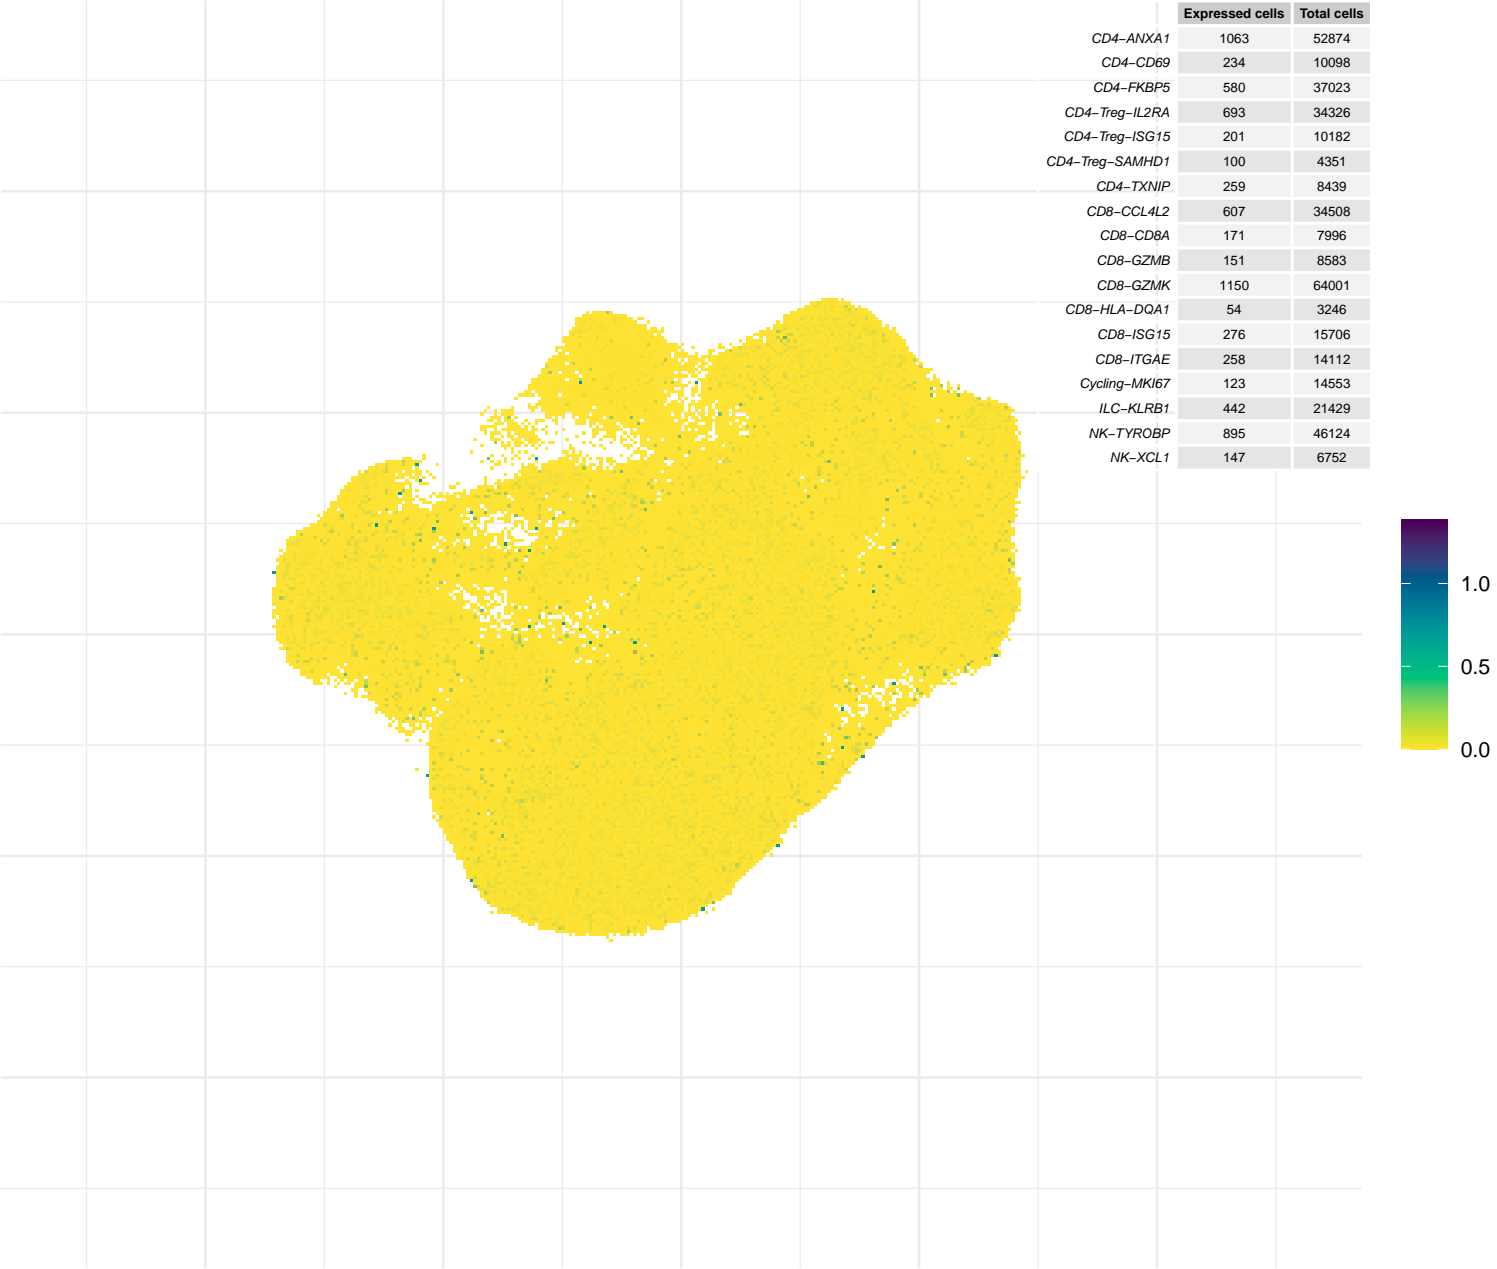 Expressed cells Total cells
CD4−ANXA1 1063 52874
CD4−CD69 234 10098
CD4−FKBP5 580 37023
CD4−Treg−IL2RA 693 34326
CD4−Treg−ISG15 201 10182
CD4−Treg−SAMHD1 100 4351
CD4−TXNIP 259 8439
CD8−CCL4L2 607 34508
CD8−CD8A 171 7996
CD8−GZMB 151 8583
CD8−GZMK 1150 64001
CD8−HLA−DQA1 54 3246
CD8−ISG15 276 15706
CD8−ITGAE 258 14112
Cycling−MKI67 123 14553
ILC−KLRB1 442 21429
NK−TYROBP 895 46124
NK−XCL1 147 6752
1.0
0.5
0.0